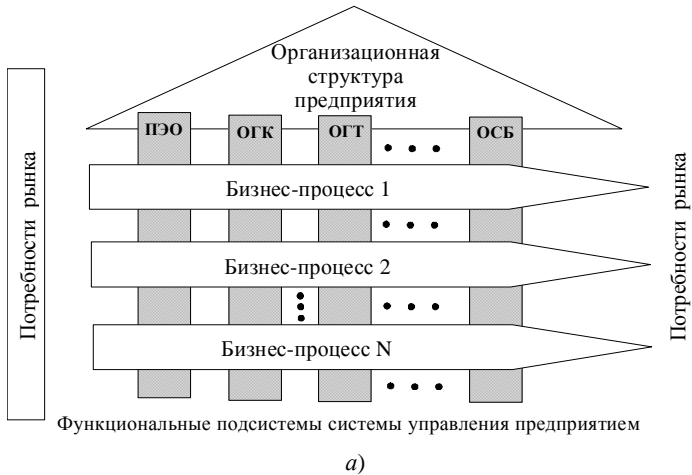 Организационная
структура
предприятия
ПЭО ОГК ОГТ ОСБ
Потребности рынка
Бизнес-процесс 1
Бизнес-процесс 2
Бизнес-процесс N
Потребности рынка
Функциональные подсистемы системы управления предприятием
а)